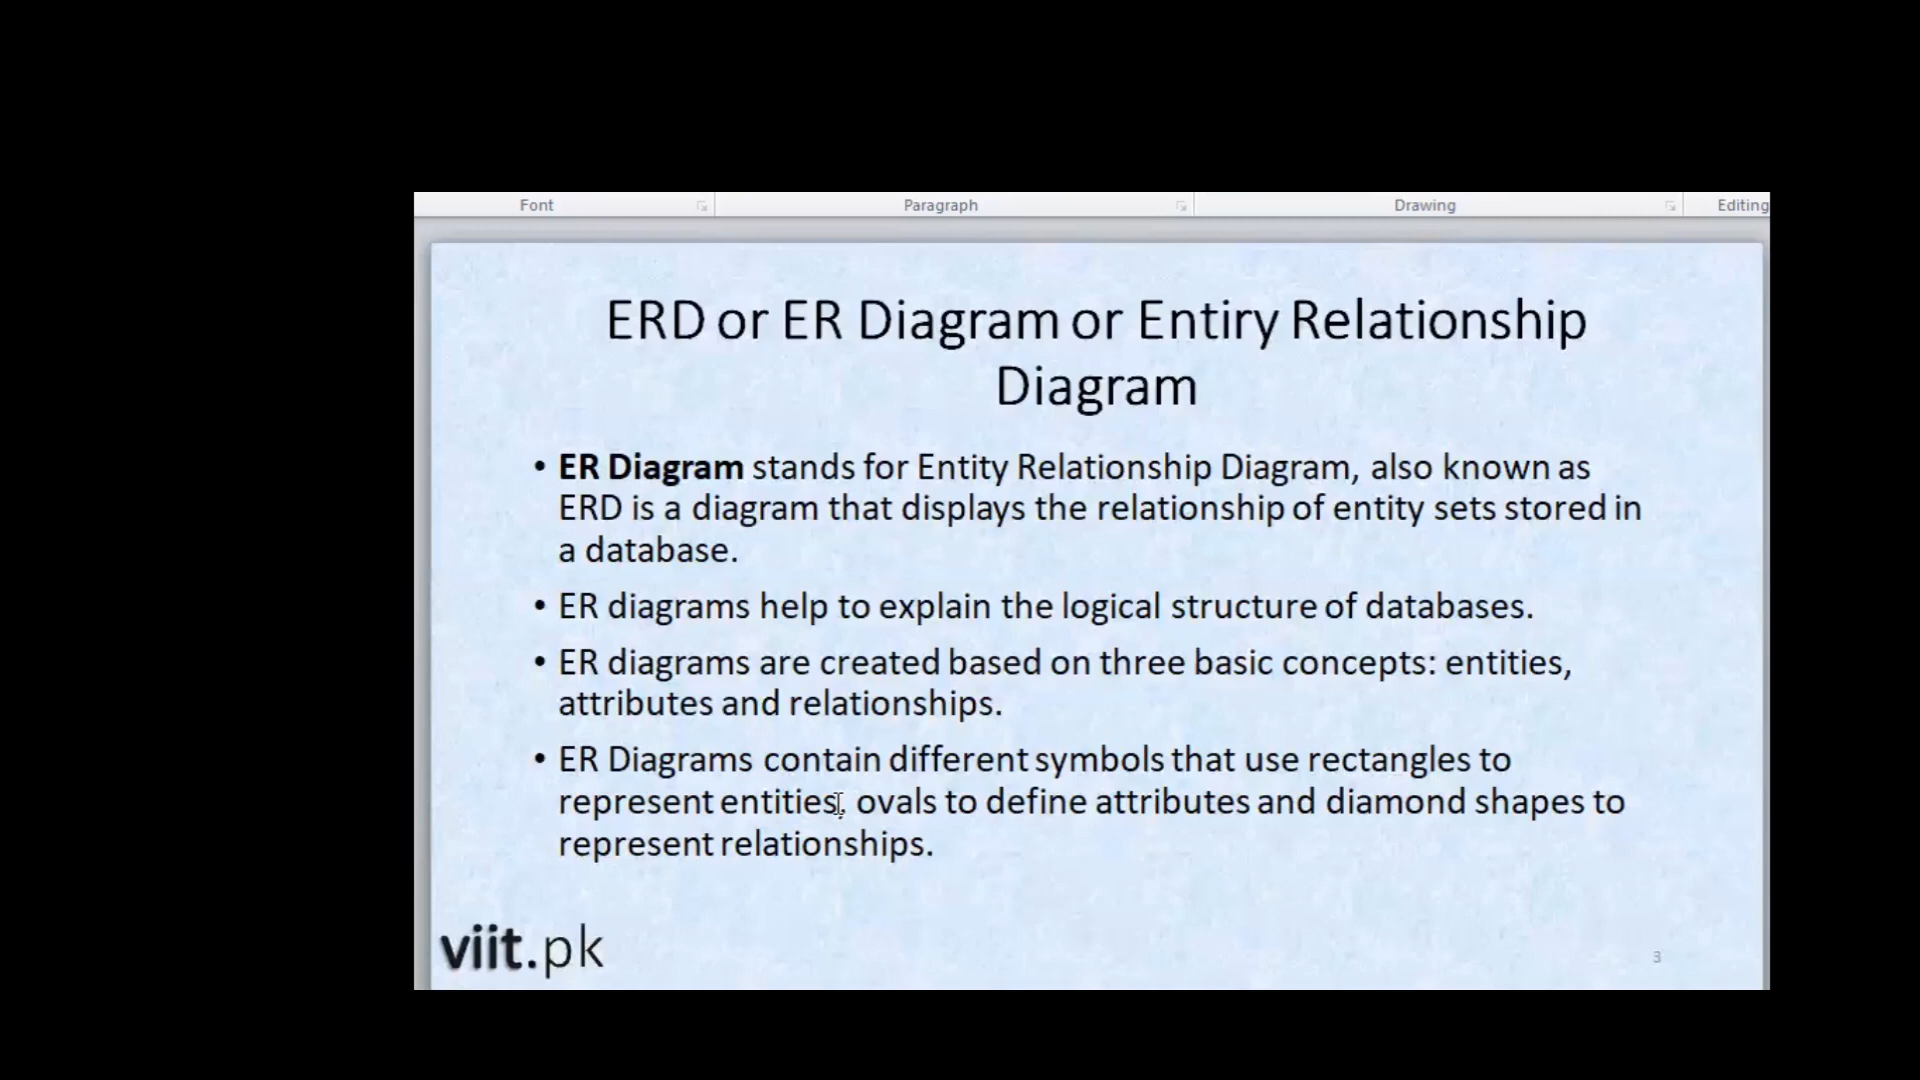 Font Paragraph Drawing Editing
ERD or ER Diagram or Entiry Relationship
Diagram
• ER Diagram stands for Entity Relationship Diagram, also known as
ERD is a diagram that displays the relationship of entity sets stored in
a database.
• ER diagrams help to explain the logical structure of databases.
• ER diagrams are created based on three basic concepts: entities,
attributes and relationships.
• ER Diagrams contain different symbols that use rectangles to
represent entities, ovals to define attributes and diamond shapes to
represent relationships.
viit.pk
3